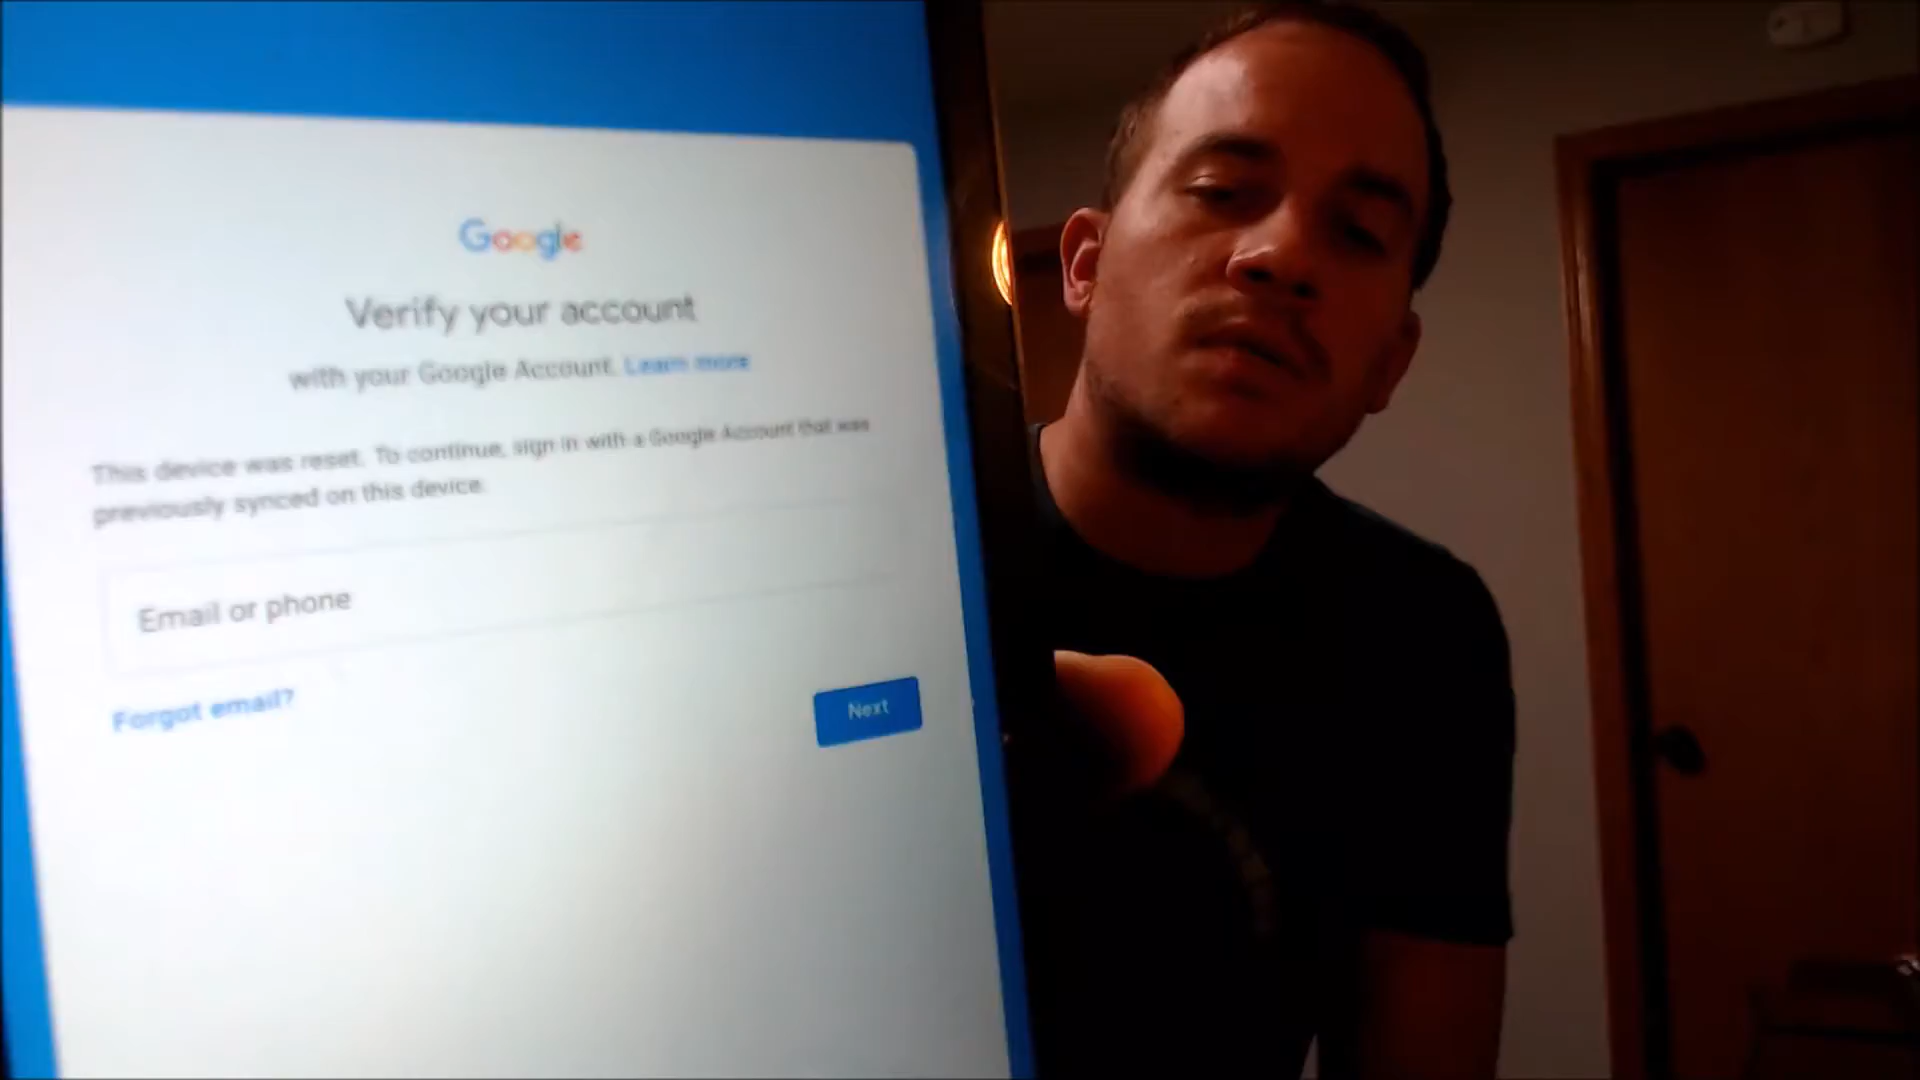 Google
Verify your account
with your Google Account. Learn more
This device was reset. To continue, sign in with a Google Account that was
previously synced on this device.
Email or phone
Forgot email?
Next